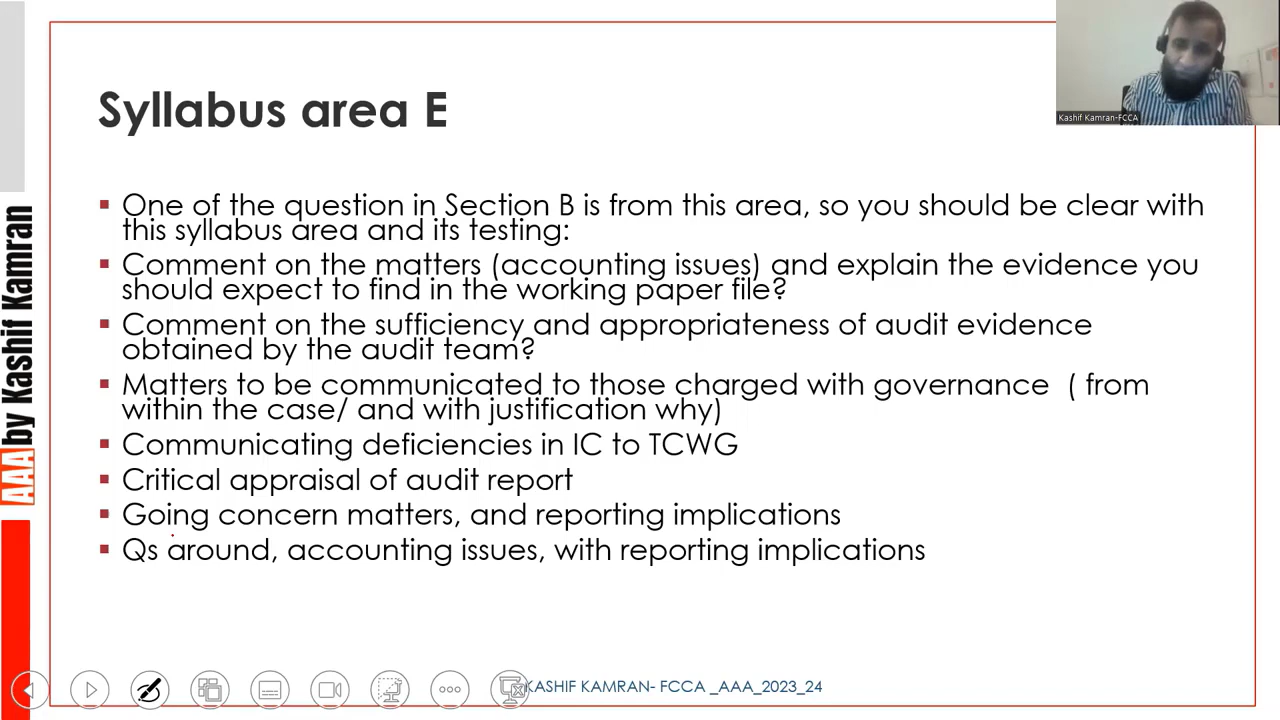 Syllabus area E
One of the question in Section B is from this area, so you should be clear with
this syllabus area and its testing:
Comment on the matters (accounting issues) and explain the evidence you
should expect to find in the working paper file?
Comment on the sufficiency and appropriateness of audit evidence
obtained by the audit team?
Matters to be communicated to those charged with governance ( from
within the case/ and with justification why)
Communicating deficiencies in IC to TCWG
Critical appraisal of audit report
Going concern matters, and reporting implications
Qs around, accounting issues, with reporting implications
AAA by Kashif Kamran
Kashif Kamran-FCCA
KASHIF KAMRAN- FCCA _AAA_2023_24